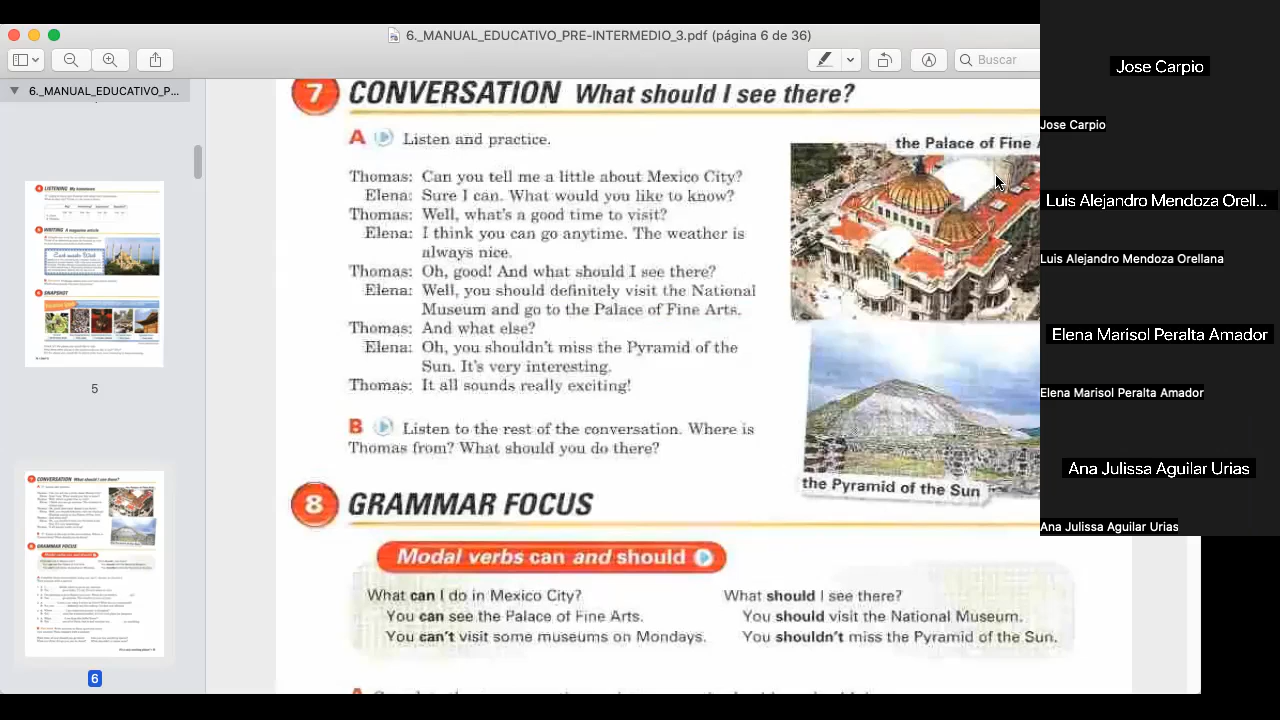 6._MANUAL_EDUCATIVO_PRE-INTERMEDIO_3.pdf (página 6 de 36)
Buscar
6._MANUAL_EDUCATIVO_P...
5
6
7 CONVERSATION What should I see there?
A Listen and practice.
the Palace of Fine
Thomas: Can you tell me a little about Mexico City?
Elena: Sure I can. What would you like to know?
Thomas: Well, what's a good time to visit?
Elena: I think you can go anytime. The weather is
always nice.
Thomas: Oh, good! And what should I see there?
Elena: Well, you should definitely visit the National
Museum and go to the Palace of Fine Arts.
Thomas: And what else?
Elena: Oh, you shouldn't miss the Pyramid of the
Sun. It's very interesting.
Thomas: It all sounds really exciting!
B Listen to the rest of the conversation. Where is
Thomas from? What should you do there?
the Pyramid of the Sun
8 GRAMMAR FOCUS
Modal verbs can and should
What can I do in Mexico City?
You can see the Palace of Fine Arts.
You can't visit some museums on Mondays.
What should I see there?
You should visit the National Museum.
You shouldn't miss the Pyramid of the Sun.
Jose Carpio
Jose Carpio
Luis Alejandro Mendoza Orell...
Luis Alejandro Mendoza Orellana
Elena Marisol Peralta Amador
Elena Marisol Peralta Amador
Ana Julissa Aguilar Urias
Ana Julissa Aguilar Urias